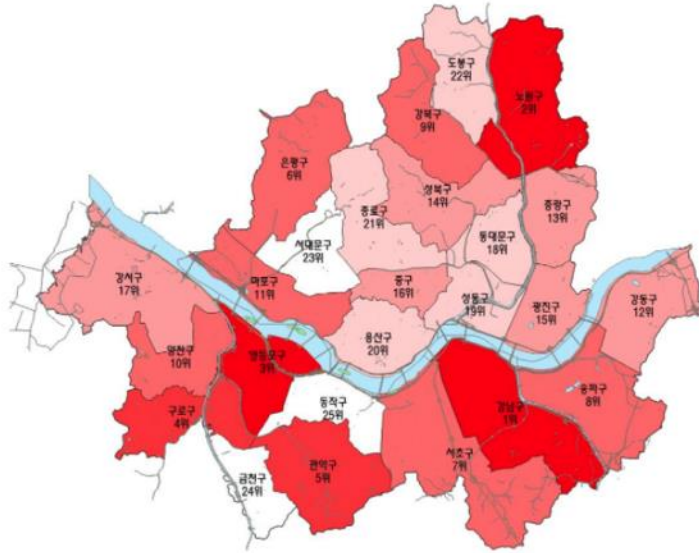 도봉구
22위
노원구
2위
강북구
9위
은평구
6위
성북구
14위
종로구
21위
중랑구
13위
동대문구
18위
서대문구
23위
강서구
17위
마포구
11위
중구
16위
성동구
19위
광진구
15위
강동구
12위
용산구
20위
양천구
10위
영등포구
3위
송파구
8위
구로구
4위
동작구
25위
강남구
1위
서초구
7위
관악구
5위
금천구
24위